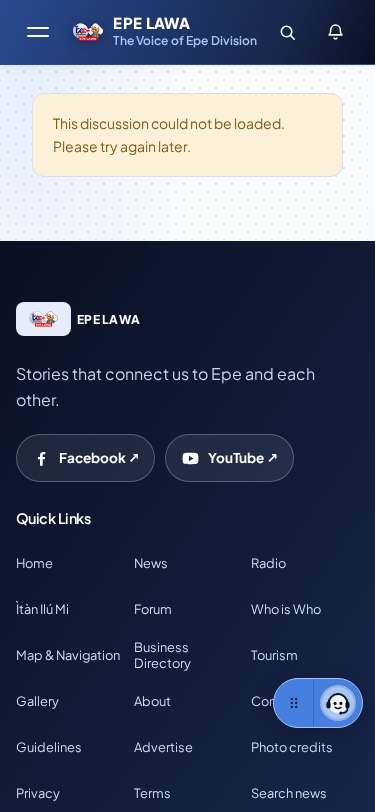 EPE LAWA
The Voice of Epe Division
This discussion could not be loaded.
Please try again later.
EPE LAWA
Stories that connect us to Epe and each
other.
Facebook ↗
YouTube ↗
Quick Links
Home
News
Radio
Ìtàn Ilú Mi
Forum
Who is Who
Map & Navigation
Business
Directory
Tourism
Gallery
About
Guidelines
Advertise
Photo credits
Privacy
Terms
Search news